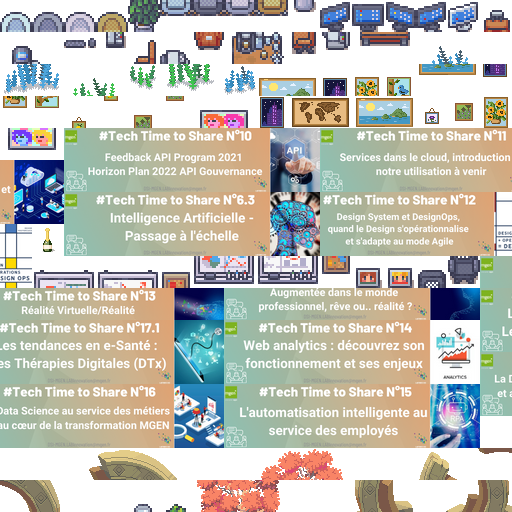 #Tech Time to Share N°10
Feedback API Program 2021
Horizon Plan 2022 API Gouvernance
API
#Tech Time to Share N°11
Services dans le cloud, introduction
notre utilisation à venir
et
#Tech Time to Share N°6.3
Intelligence Artificielle -
Passage à l'échelle
#Tech Time to Share N°12
Design System et DesignOps,
quand le Design s'opérationnalise
et s'adapte au mode Agile
GN OPS
#Tech Time to Share N°13
Réalité Virtuelle/Réalité
Augmentée dans le monde
professionnel, rêve ou.. réalité ?
#Tech Time to Share N°17.1
Les tendances en e-Santé :
es Thérapies Digitales (DTx)
#Tech Time to Share N°14
Web analytics : découvrez son
fonctionnement et ses enjeux
ANALYTICS
#Tech Time to Share N°16
Data Science au service des métiers
au cœur de la transformation MGEN
#Tech Time to Share N°15
L'automatisation intelligente au
service des employés
RPA
L
Le
La D
et a